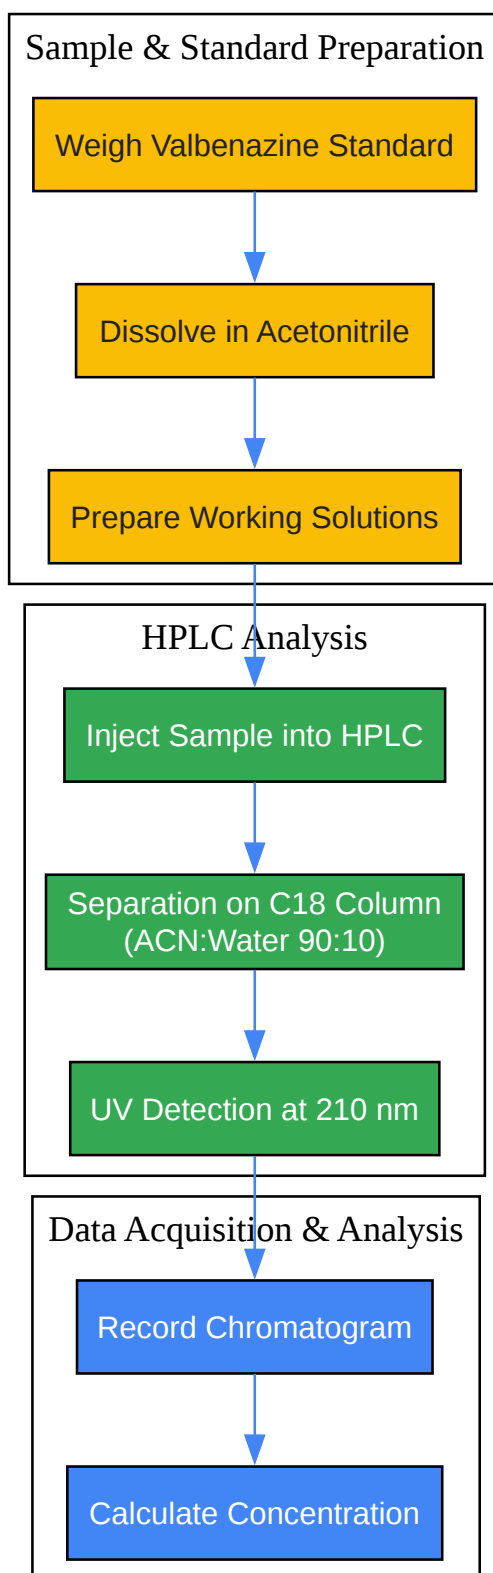 Sample & Standard Preparation
Weigh Valbenazine Standard
Dissolve in Acetonitrile
Prepare Working Solutions
HPLC Analysis
Inject Sample into HPLC
Separation on C18 Column
(ACN:Water 90:10)
UV Detection at 210 nm
Data Acquisition & Analysis
Record Chromatogram
Calculate Concentration